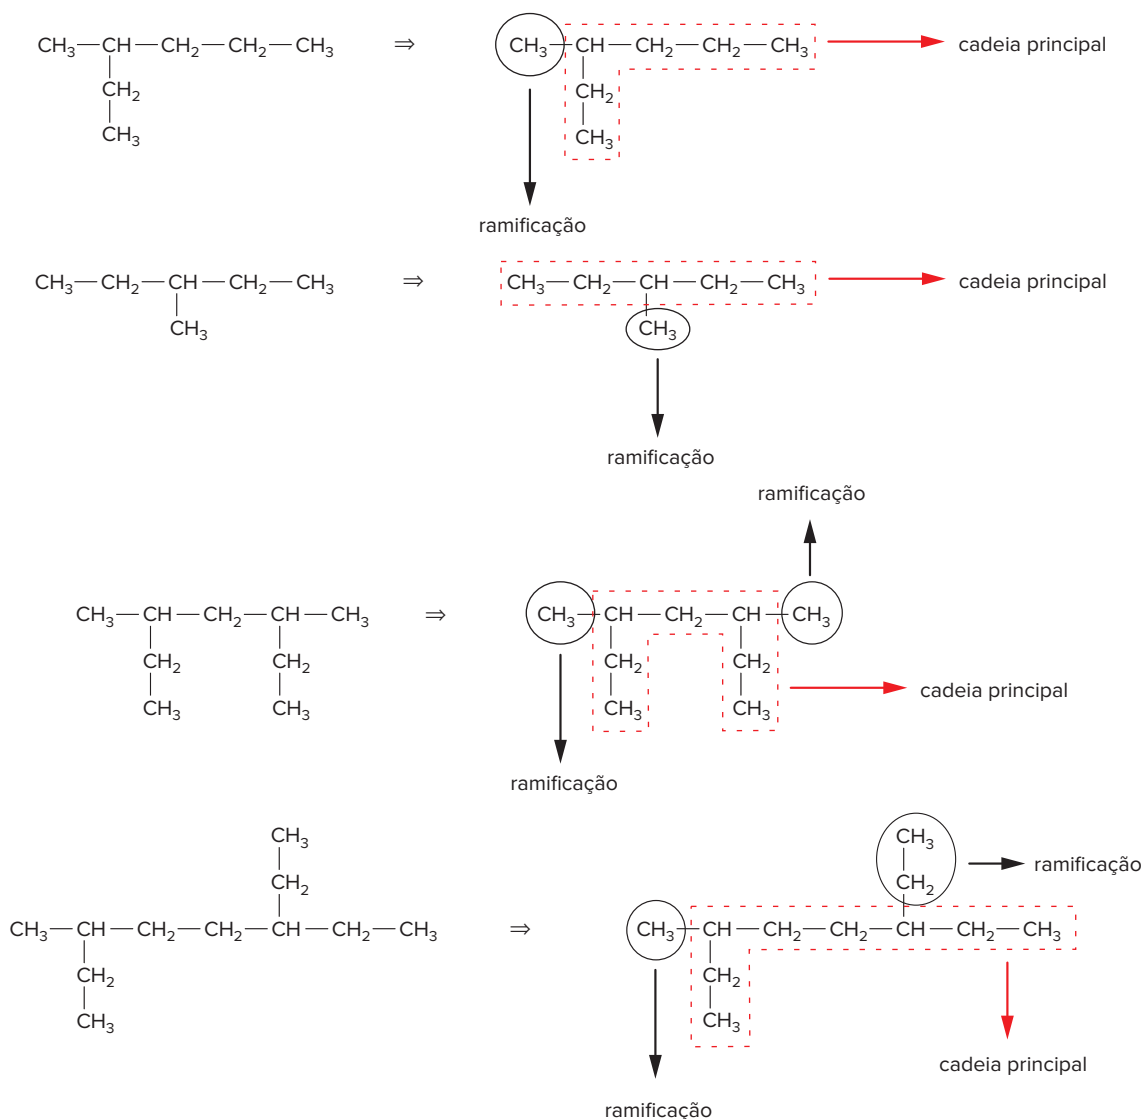 CH₃—CH—CH₂—CH₂—CH₃ ⇒ CH₃—CH—CH₂—CH₂—CH₃ cadeia principal
CH₂ CH₂
CH₃ CH₃
ramificação
CH₃—CH₂—CH—CH₂—CH₃ ⇒ CH₃—CH₂—CH—CH₂—CH₃ cadeia principal
CH₃ CH₃
ramificação
ramificação
CH₃—CH—CH₂—CH—CH₃ ⇒ CH₃—CH—CH₂—CH—CH₃
CH₂ CH₂ CH₂ CH₂
CH₃ CH₃ CH₃ CH₃ cadeia principal
ramificação
CH₃ CH₃
CH₂ CH₂ ramificação
CH₃—CH—CH₂—CH₂—CH—CH₂—CH₃ ⇒ CH₃—CH—CH₂—CH₂—CH—CH₂—CH₃
CH₂ CH₂
CH₃ CH₃
cadeia principal
ramificação